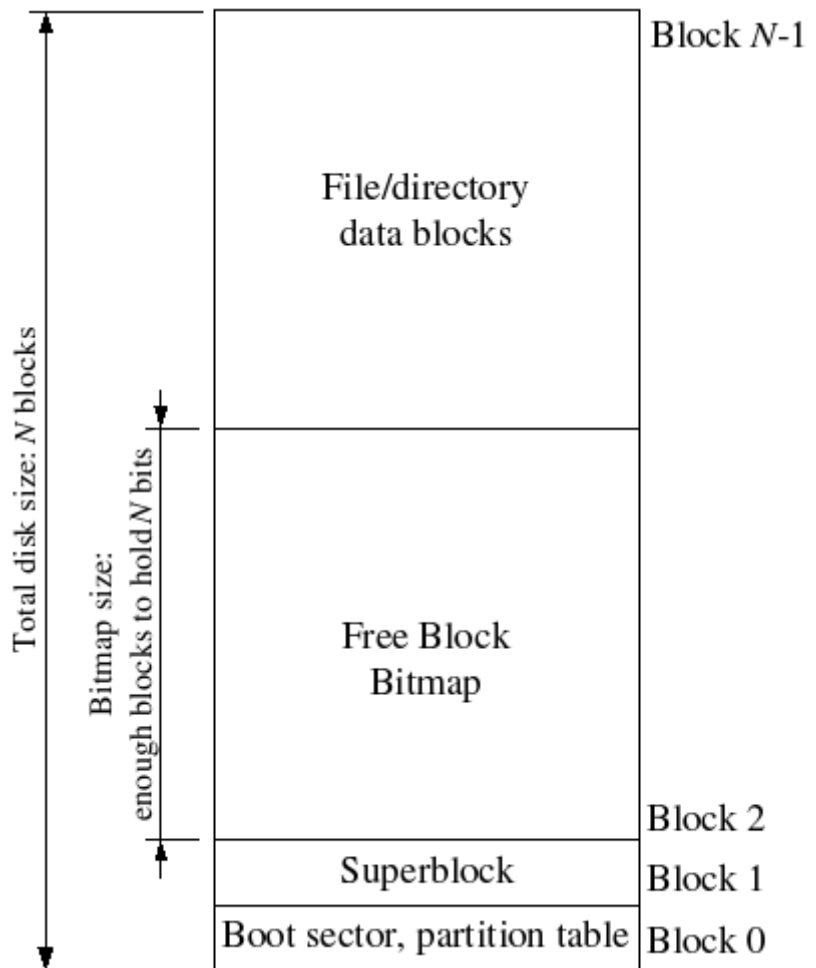 Block N-1
File/directory
data blocks
Total disk size: N blocks
Bitmap size:
enough blocks to hold N bits
Free Block
Bitmap
Block 2
Superblock
Block 1
Boot sector, partition table
Block 0